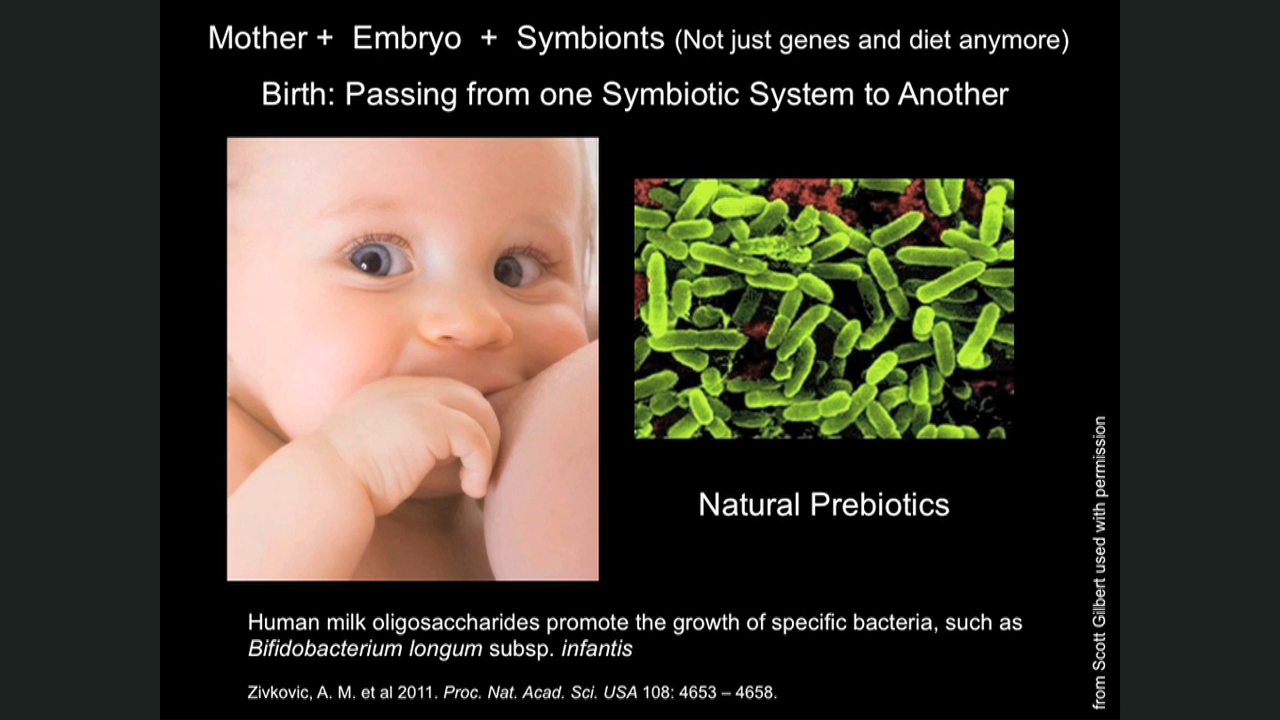 Mother + Embryo + Symbionts (Not just genes and diet anymore)
Birth: Passing from one Symbiotic System to Another
Natural Prebiotics
Human milk oligosaccharides promote the growth of specific bacteria, such as
Bifidobacterium longum subsp. infantis
Zivkovic, A. M. et al 2011. Proc. Nat. Acad. Sci. USA 108: 4653 – 4658.
from Scott Gilbert used with permission